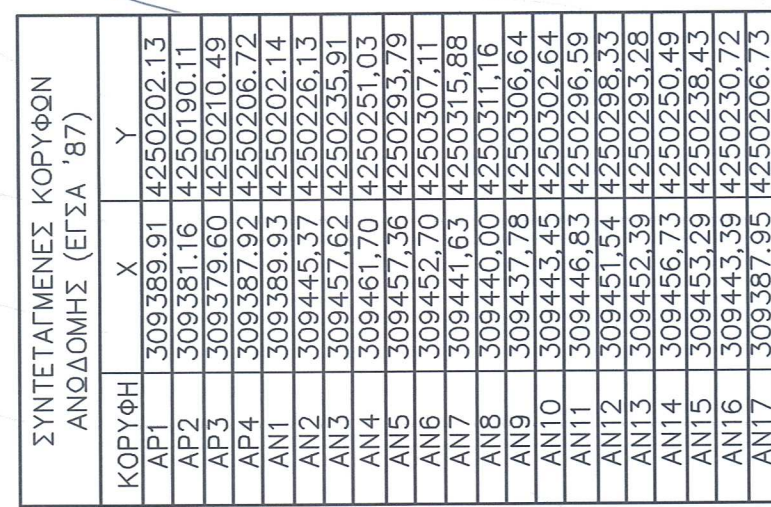 ΣΥΝΤΕΤΑΓΜΕΝΕΣ ΚΟΡΥΦΩΝ
ΑΝΩΔΟΜΗΣ (ΕΓΣΑ '87)
ΚΟΡΥΦΗ X Y
AP1 309389.91 4250202.13
AP2 309381.16 4250190.11
AP3 309379.60 4250210.49
AP4 309387.92 4250206.72
AN1 309389.93 4250202.14
AN2 309445,37 4250226,13
AN3 309457,62 4250235,91
AN4 309461,70 4250251,03
AN5 309457,36 4250293,79
AN6 309452,70 4250307,11
AN7 309441,63 4250315,88
AN8 309440,00 4250311,16
AN9 309437,78 4250306,64
AN10 309443,45 4250302,64
AN11 309446,83 4250296,59
AN12 309451,54 4250298,33
AN13 309452,39 4250293,28
AN14 309456,73 4250250,49
AN15 309453,29 4250238,43
AN16 309443,39 4250230,72
AN17 309387.95 4250206.73